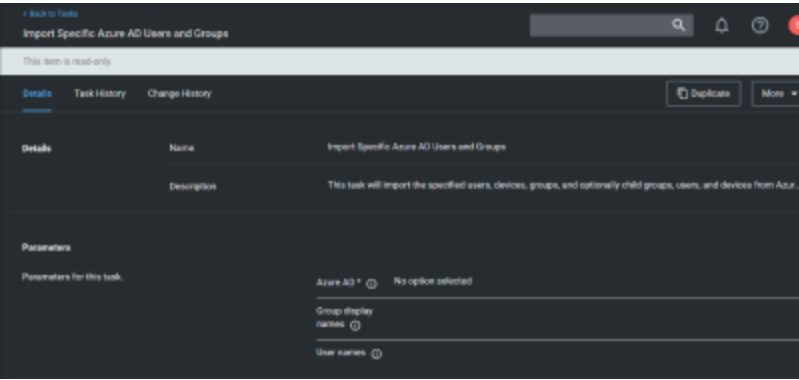 ‹ Back to Tasks
Import Specific Azure AD Users and Groups
This item is read-only.
Details
Task History
Change History
Duplicate
More
Details
Name
Import Specific Azure AD Users and Groups
Description
This task will import the specified users, devices, groups, and optionally child groups, users, and devices from Azur...
Parameters
Parameters for this task.
Azure AD *
No option selected
Group display
names
User names